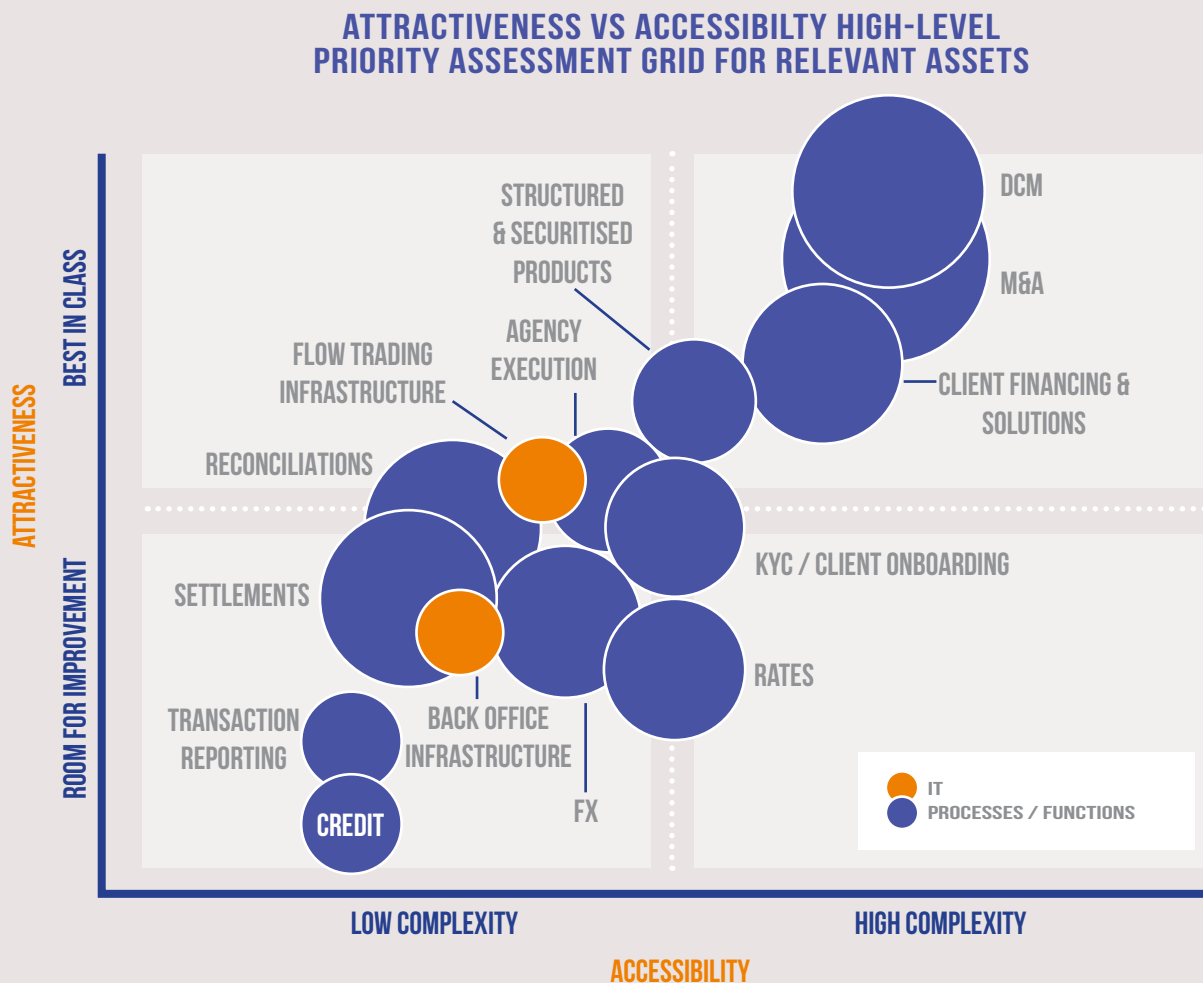 ATTRACTIVENESS VS ACCESSIBILTY HIGH-LEVEL
PRIORITY ASSESSMENT GRID FOR RELEVANT ASSETS
ATTRACTIVENESS
BEST IN CLASS
ROOM FOR IMPROVEMENT
DCM
M&A
STRUCTURED
& SECURITISED
PRODUCTS
AGENCY
EXECUTION
FLOW TRADING
INFRASTRUCTURE
CLIENT FINANCING &
SOLUTIONS
RECONCILIATIONS
KYC / CLIENT ONBOARDING
SETTLEMENTS
RATES
TRANSACTION
REPORTING
BACK OFFICE
INFRASTRUCTURE
FX
CREDIT
IT
PROCESSES / FUNCTIONS
LOW COMPLEXITY
HIGH COMPLEXITY
ACCESSIBILITY